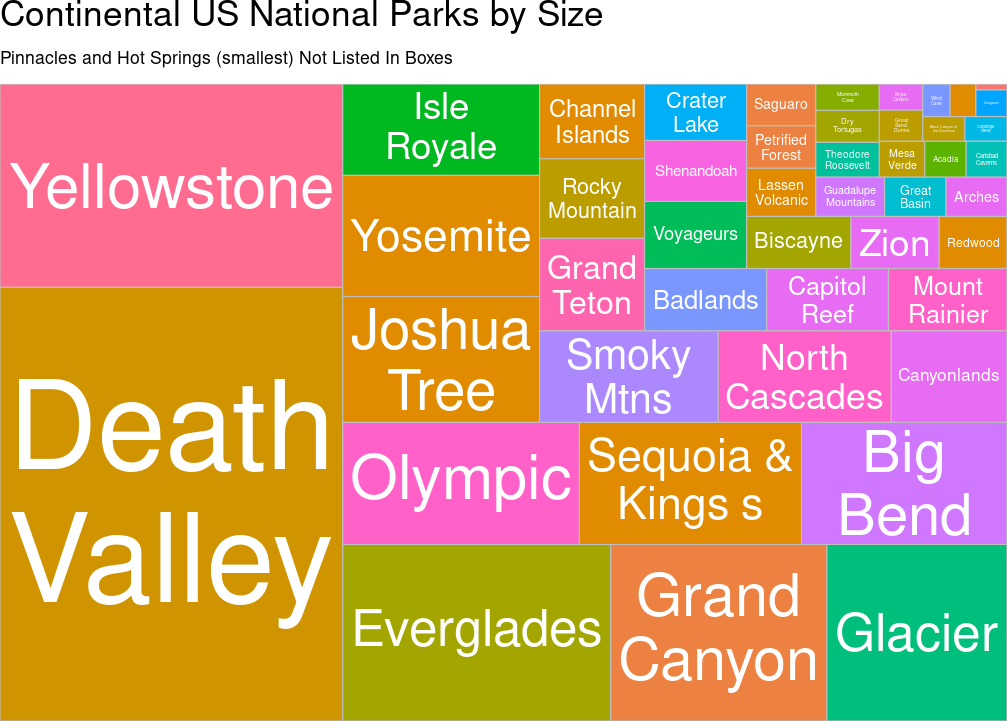 Continental US National Parks by Size
Pinnacles and Hot Springs (smallest) Not Listed In Boxes
Yellowstone
Death
Valley
Isle
Royale
Yosemite
Joshua
Tree
Olympic
Everglades
Channel
Islands
Rocky
Mountain
Grand
Teton
Crater
Lake
Shenandoah
Voyageurs
Badlands
Capitol
Reef
Mount
Rainier
Smoky
Mtns
North
Cascades
Canyonlands
Sequoia &
Kings s
Big
Bend
Grand
Canyon
Glacier
Saguaro
Petrified
Forest
Lassen
Volcanic
Biscayne
Zion
Redwood
Mammoth
Cave
Dry
Tortugas
Theodore
Roosevelt
Guadalupe
Mountains
Great
Basin
Arches
Bryce
Canyon
Great
Sand
Dunes
Mesa
Verde
Acadia
Carlsbad
Caverns
Wind
Cave
Black Canyon of
the Gunnison
Cuyahoga
Valley
Congaree